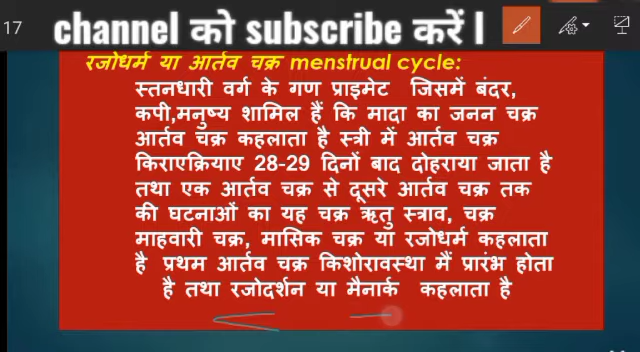 17
channel को subscribe करें l
रजोधर्म या आर्तव चक्र menstrual cycle:
स्तनधारी वर्ग के गण प्राइमेट जिसमें बंदर,
कपी,मनुष्य शामिल हैं कि मादा का जनन चक्र
आर्तव चक्र कहलाता है स्त्री में आर्तव चक्र
किराएक्रियाए 28-29 दिनों बाद दोहराया जाता है
तथा एक आर्तव चक्र से दूसरे आर्तव चक्र तक
की घटनाओं का यह चक्र ऋतु स्त्राव, चक्र
माहवारी चक्र, मासिक चक्र या रजोधर्म कहलाता
है प्रथम आर्तव चक्र किशोरावस्था मैं प्रारंभ होता
है तथा रजोदर्शन या मैनार्क कहलाता है